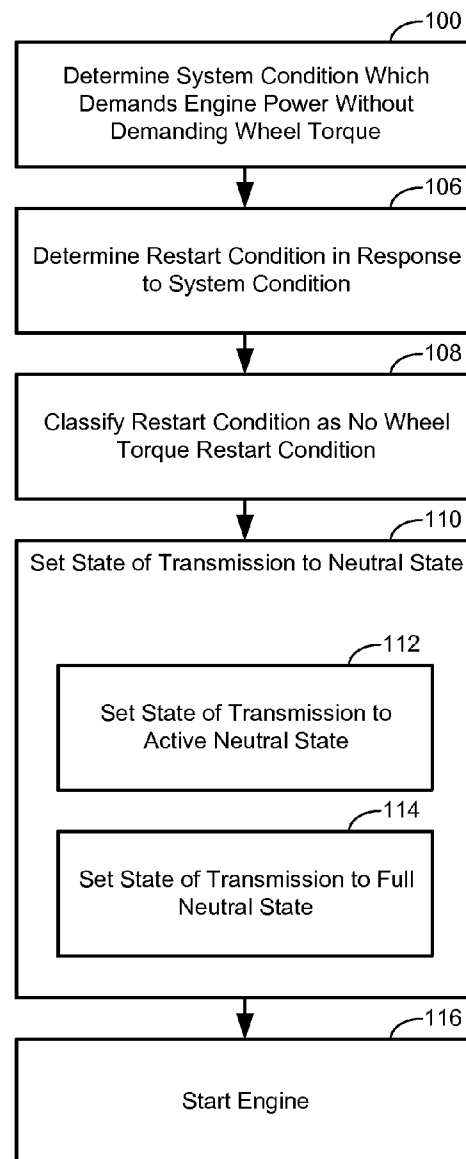 100
Determine System Condition Which
Demands Engine Power Without
Demanding Wheel Torque
106
Determine Restart Condition in Response
to System Condition
108
Classify Restart Condition as No Wheel
Torque Restart Condition
110
Set State of Transmission to Neutral State
112
Set State of Transmission to
Active Neutral State
114
Set State of Transmission to Full
Neutral State
116
Start Engine